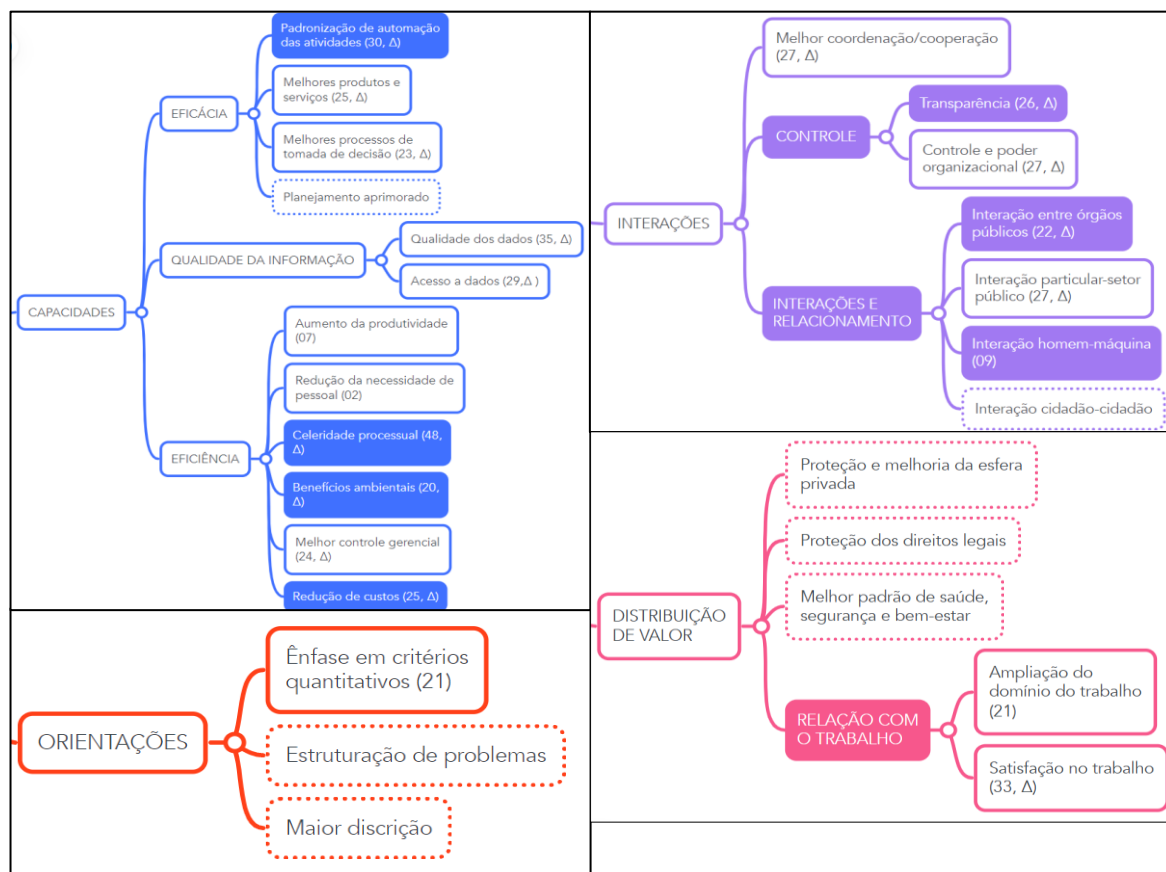 Padronização de automação
das atividades (30, Δ)
Melhores produtos e
serviços (25, Δ)
EFICÁCIA
Melhores processos de
tomada de decisão (23, Δ)
Planejamento aprimorado
Qualidade dos dados (35, Δ)
QUALIDADE DA INFORMAÇÃO
Acesso a dados (29,Δ )
CAPACIDADES
Aumento da produtividade
(07)
Redução da necessidade de
pessoal (02)
Celeridade processual (48,
Δ)
EFICIÊNCIA
Benefícios ambientais (20,
Δ)
Melhor controle gerencial
(24, Δ)
Redução de custos (25, Δ)
Melhor coordenação/cooperação
(27, Δ)
Transparência (26, Δ)
CONTROLE
Controle e poder
organizacional (27, Δ)
INTERAÇÕES
Interação entre órgãos
públicos (22, Δ)
Interação particular-setor
público (27, Δ)
INTERAÇÕES E
RELACIONAMENTO
Interação homem-máquina
(09)
Interação cidadão-cidadão
Ênfase em critérios
quantitativos (21)
ORIENTAÇÕES
Estruturação de problemas
Maior discrição
Proteção e melhoria da esfera
privada
Proteção dos direitos legais
Melhor padrão de saúde,
segurança e bem-estar
DISTRIBUIÇÃO
DE VALOR
Ampliação do
domínio do trabalho
(21)
RELAÇÃO COM
O TRABALHO
Satisfação no trabalho
(33, Δ)